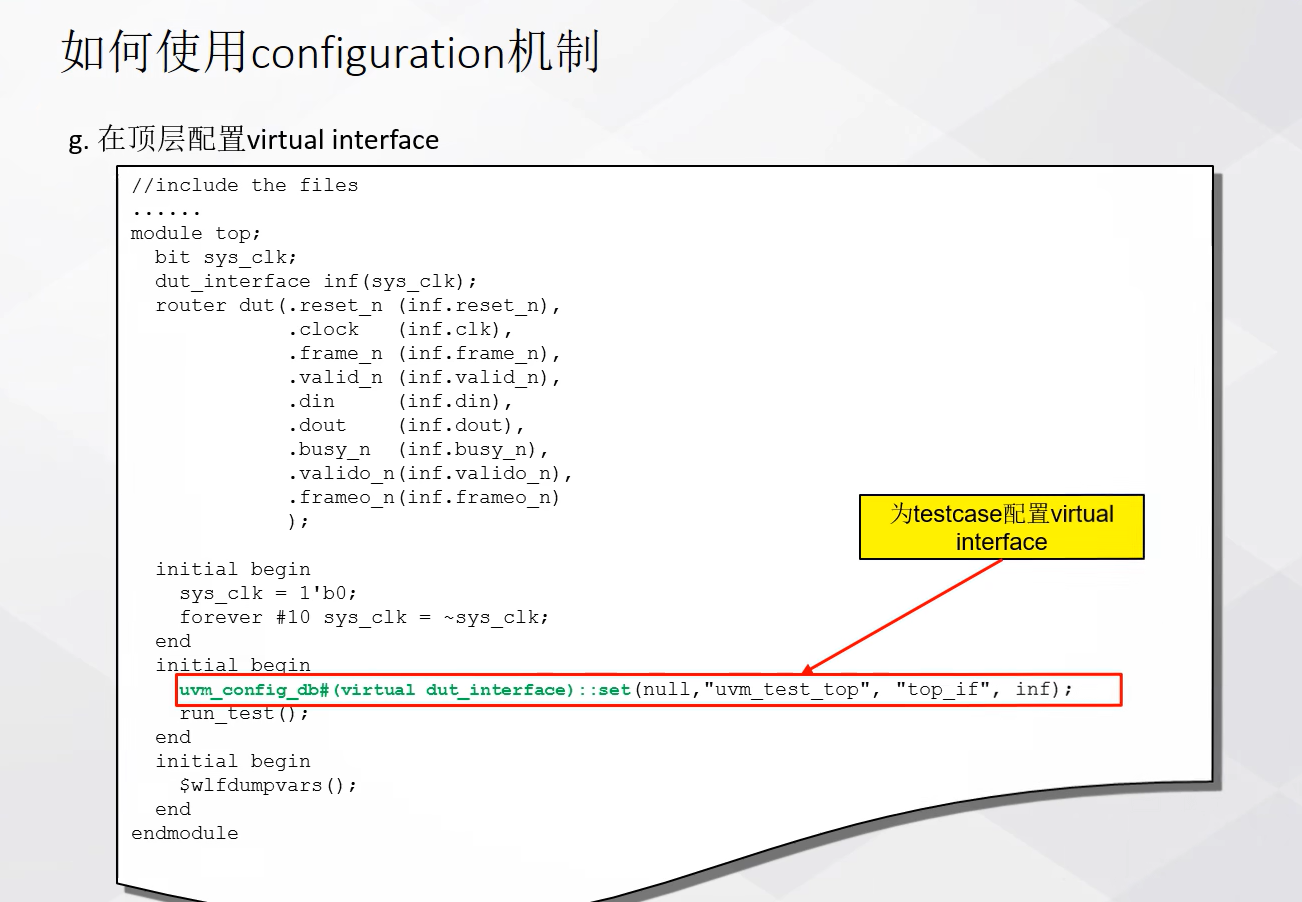 如何使用configuration机制
g. 在顶层配置virtual interface
//include the files
......
module top;
  bit sys_clk;
  dut_interface inf(sys_clk);
  router dut(.reset_n (inf.reset_n),
             .clock   (inf.clk),
             .frame_n (inf.frame_n),
             .valid_n (inf.valid_n),
             .din     (inf.din),
             .dout    (inf.dout),
             .busy_n  (inf.busy_n),
             .valido_n(inf.valido_n),
             .frameo_n(inf.frameo_n)
             );
为testcase配置virtual
interface
  initial begin
    sys_clk = 1'b0;
    forever #10 sys_clk = ~sys_clk;
  end
  initial begin
    uvm_config_db#(virtual dut_interface)::set(null,"uvm_test_top", "top_if", inf);
    run_test();
  end
  initial begin
    $wlfdumpvars();
  end
endmodule